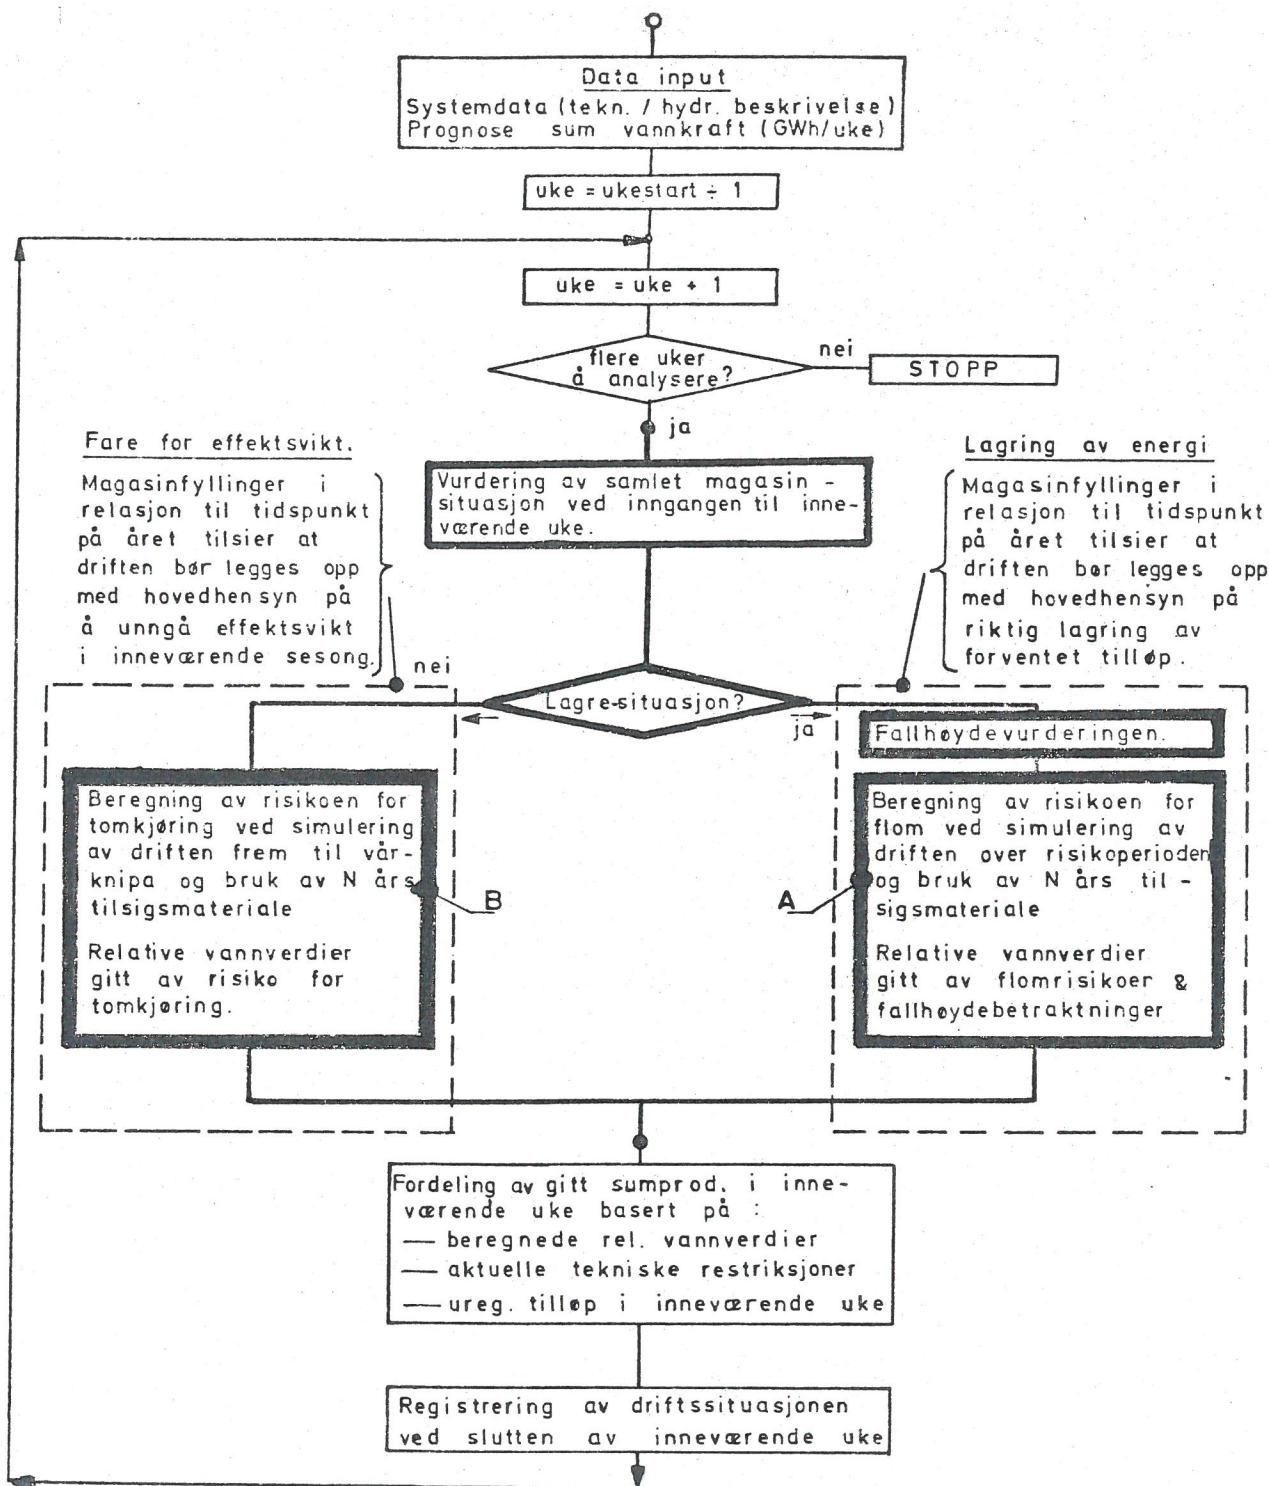 Data input
Systemdata (tekn. / hydr. beskrivelse)
Prognose sum vannkraft (GWh/uke)
uke = ukestart ÷ 1
uke = uke + 1
flere uker
å analysere?
nei
STOPP
ja
Fare for effektsvikt.
Magasinfyllinger i
relasjon til tidspunkt
på året tilsier at
driften bør legges opp
med hovedhensyn på
å unngå effektsvikt
i inneværende sesong.
Vurdering av samlet magasin -
situasjon ved inngangen til inne-
værende uke.
Lagring av energi
Magasinfyllinger i
relasjon til tidspunkt
på året tilsier at
driften bør legges opp
med hovedhensyn på
riktig lagring av
forventet tilløp.
nei
Lagre-situasjon?
ja
Fallhøydevurderingen.
Beregning av risikoen for
tomkjøring ved simulering
av driften frem til vår-
knipa og bruk av N års
tilsigsmateriale
Relative vannverdier
gitt av risiko for
tomkjøring.
B
A
Beregning av risikoen for
flom ved simulering av
driften over risikoperioden
og bruk av N års til -
sigsmateriale
Relative vannverdier
gitt av flomrisikoer &
fallhøydebetraktninger
Fordeling av gitt sumprod. i inne-
værende uke basert på :
— beregnede rel. vannverdier
— aktuelle tekniske restriksjoner
— ureg. tilløp i inneværende uke
Registrering av driftssituasjonen
ved slutten av inneværende uke